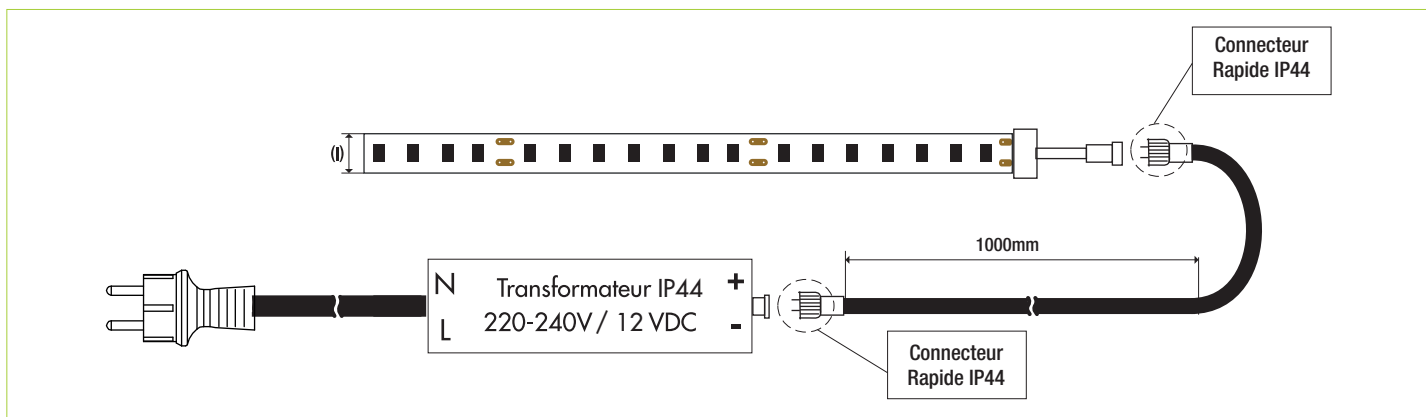 Connecteur
Rapide IP44
(l)
1000mm
N
L
Transformateur IP44
220-240V / 12 VDC
+
-
Connecteur
Rapide IP44